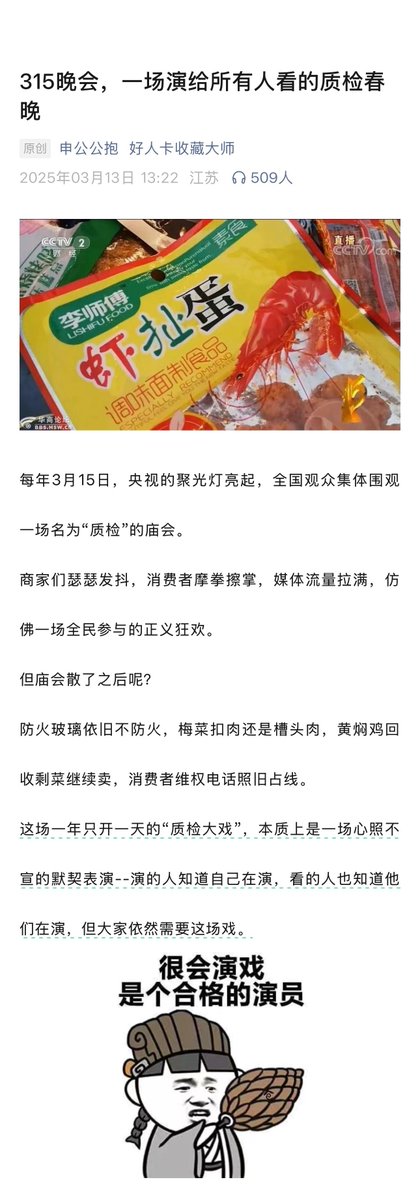 315晚会，一场演给所有人看的质检春
晚
原创 申公公抱 好人卡收藏大师
2025年03月13日 13:22 江苏 509人
CCTV 2
财经
直播
CCTV.com
素食
李师傅
LISHIFU FOOD
虾扯蛋
调味面制食品
ESPECIALLY RECOMMEND
华商论坛
BBS.HSW.CN
每年3月15日，央视的聚光灯亮起，全国观众集体围观
一场名为“质检”的庙会。
商家们瑟瑟发抖，消费者摩拳擦掌，媒体流量拉满，仿
佛一场全民参与的正义狂欢。
但庙会散了之后呢？
防火玻璃依旧不防火，梅菜扣肉还是槽头肉，黄焖鸡回
收剩菜继续卖，消费者维权电话照旧占线。
这场一年只开一天的“质检大戏”，本质上是一场心照不
宣的默契表演--演的人知道自己在演，看的人也知道他
们在演，但大家依然需要这场戏。
很会演戏
是个合格的演员